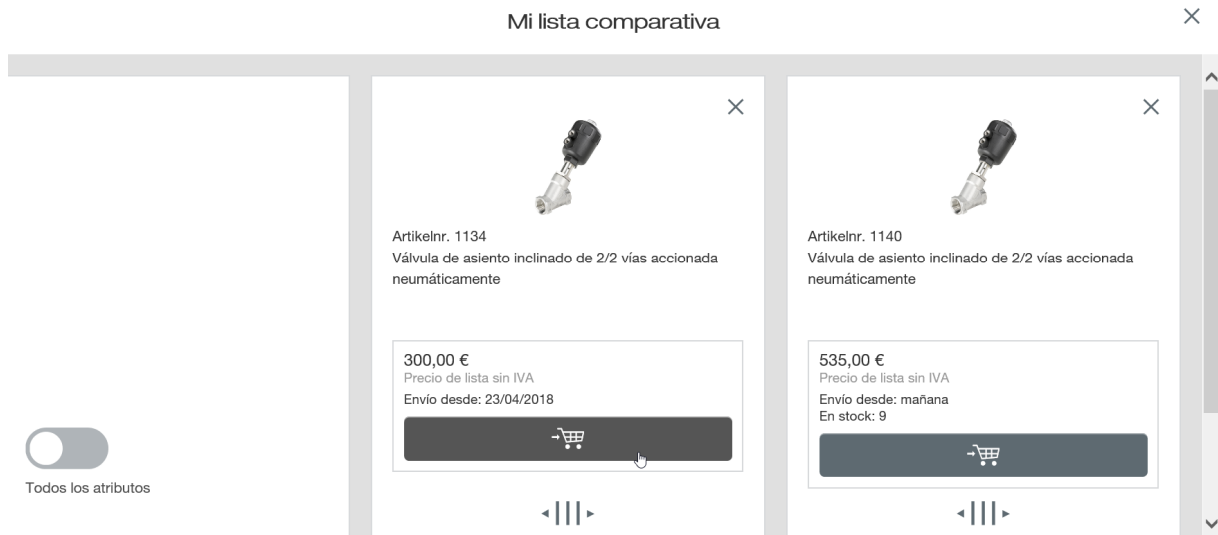 Mi lista comparativa
Artikelnr. 1134
Válvula de asiento inclinado de 2/2 vías accionada
neumáticamente
300,00 €
Precio de lista sin IVA
Envío desde: 23/04/2018
Artikelnr. 1140
Válvula de asiento inclinado de 2/2 vías accionada
neumáticamente
535,00 €
Precio de lista sin IVA
Envío desde: mañana
En stock: 9
Todos los atributos